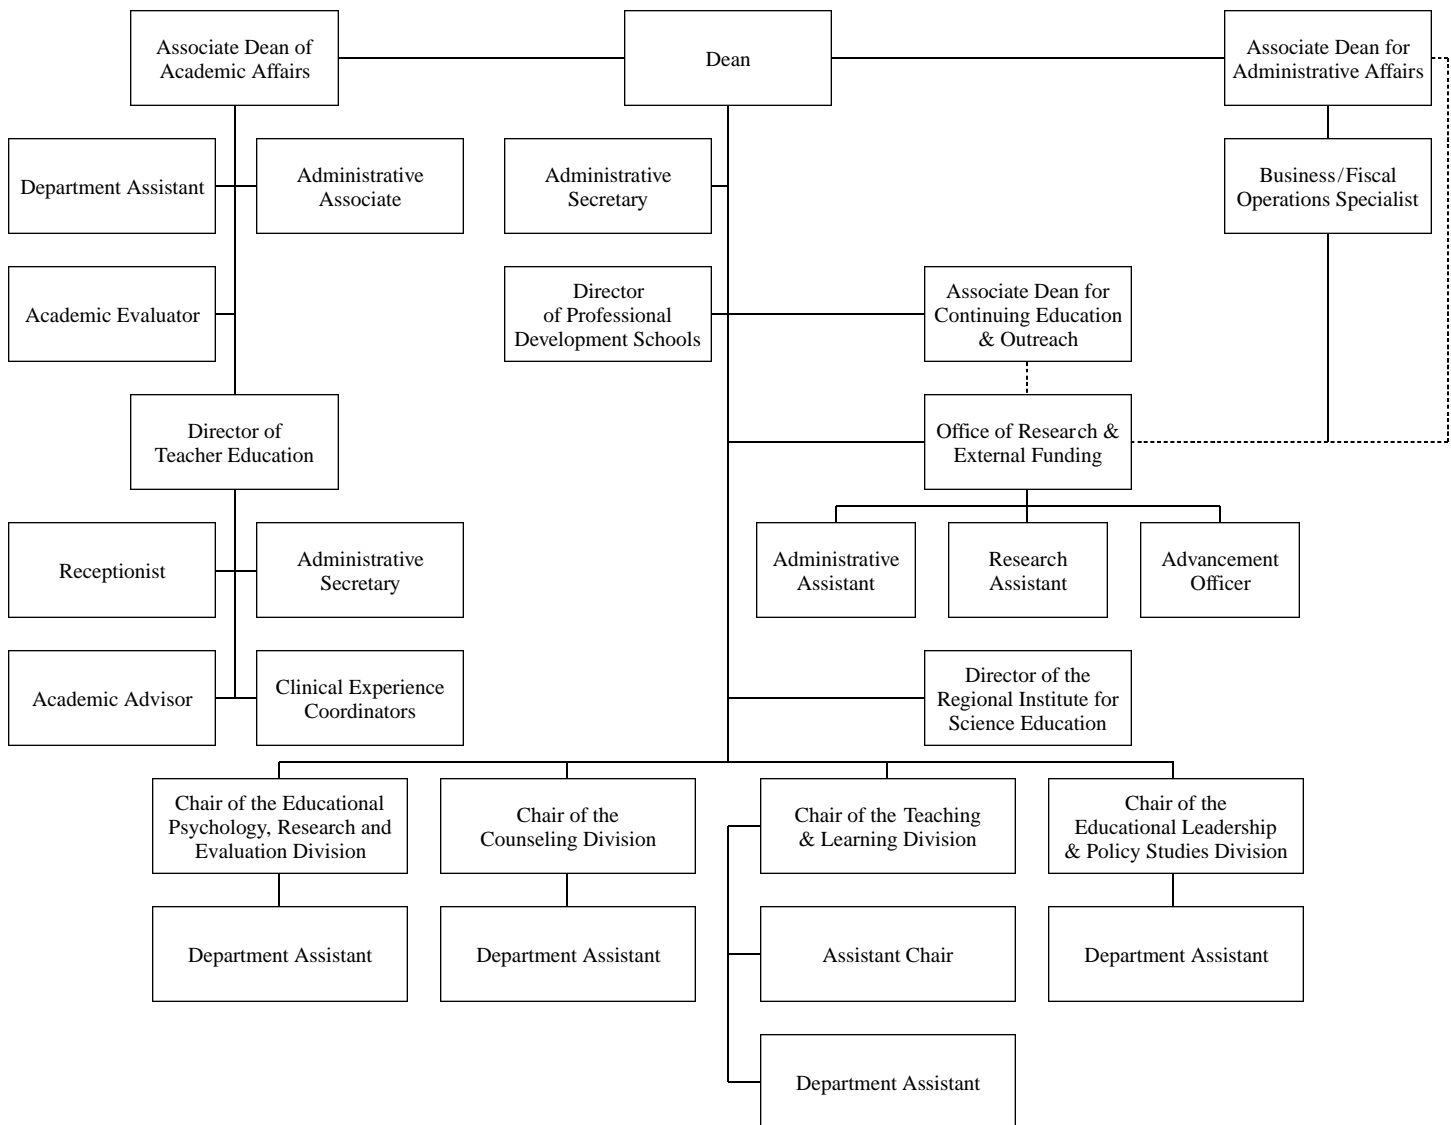 Associate Dean of
Academic Affairs
Dean
Associate Dean for
Administrative Affairs
Department Assistant
Administrative
Associate
Administrative
Secretary
Business/Fiscal
Operations Specialist
Academic Evaluator
Director
of Professional
Development Schools
Associate Dean for
Continuing Education
& Outreach
Director of
Teacher Education
Office of Research &
External Funding
Receptionist
Administrative
Secretary
Administrative
Assistant
Research
Assistant
Advancement
Officer
Academic Advisor
Clinical Experience
Coordinators
Director of the
Regional Institute for
Science Education
Chair of the Educational
Psychology, Research and
Evaluation Division
Chair of the
Counseling Division
Chair of the Teaching
& Learning Division
Chair of the
Educational Leadership
& Policy Studies Division
Department Assistant
Department Assistant
Assistant Chair
Department Assistant
Department Assistant